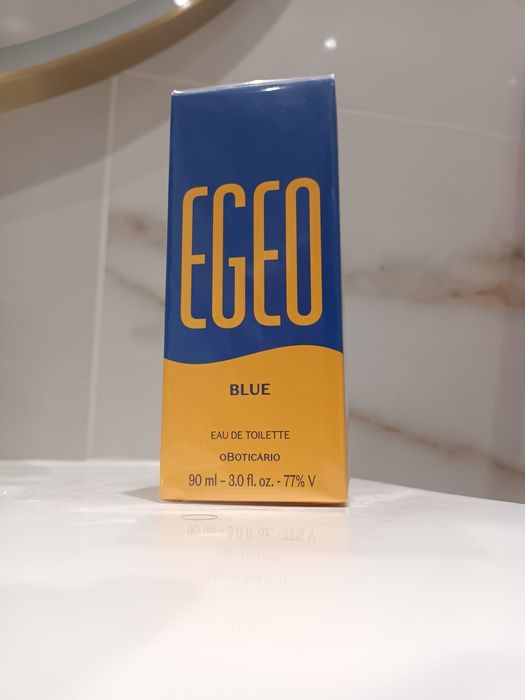 EGEO
BLUE
EAU DE TOILETTE
oBOTICÁRIO
90 ml – 3.0 fl. oz. - 77% V